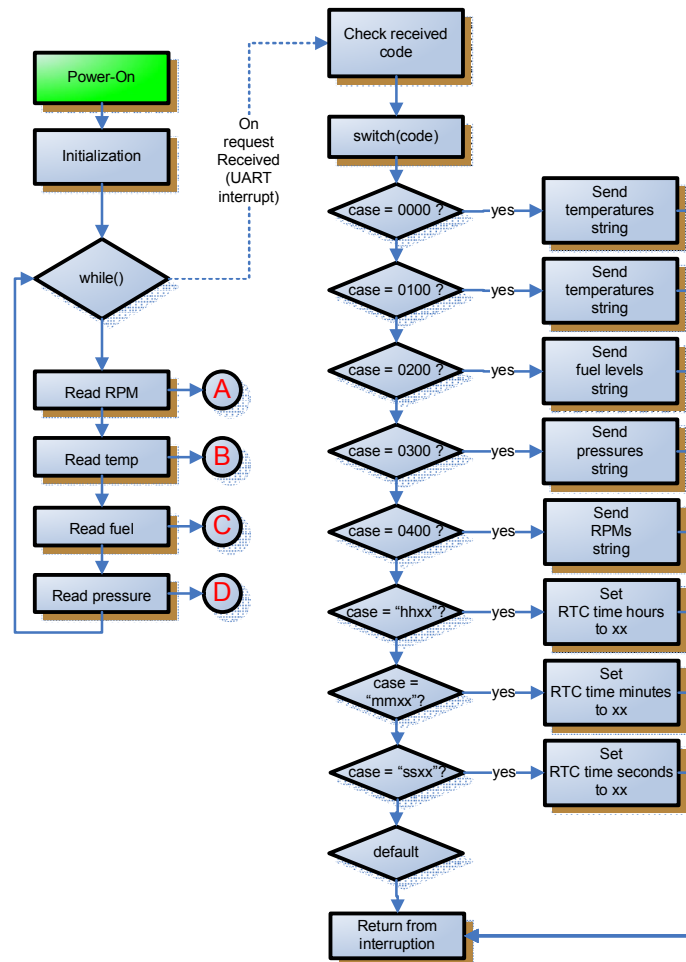 Power-On
Initialization
while()
Read RPM
A
Read temp
B
Read fuel
C
Read pressure
D
On
request
Received
(UART
interrupt)
Check received
code
switch(code)
case = 0000 ?
yes
Send
temperatures
string
case = 0100 ?
yes
Send
temperatures
string
case = 0200 ?
yes
Send
fuel levels
string
case = 0300 ?
yes
Send
pressures
string
case = 0400 ?
yes
Send
RPMs
string
case = “hhxx”?
yes
Set
RTC time hours
to xx
case =
“mmxx”?
yes
Set
RTC time minutes
to xx
case = “ssxx”?
yes
Set
RTC time seconds
to xx
default
Return from
interruption